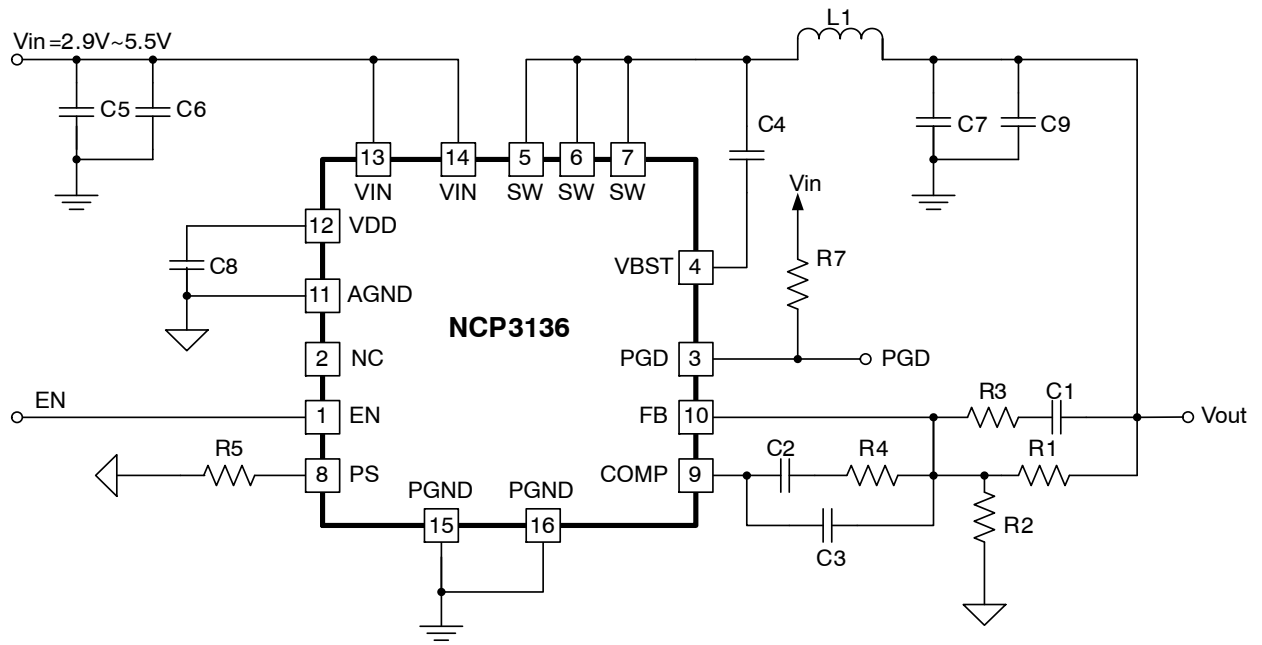 L1
Vin =2.9V~5.5V
C5
C6
C4
C7
C9
13
14
5
6
7
VIN
VIN
SW
SW
SW
Vin
12
VDD
C8
VBST
4
R7
11
AGND
NCP3136
2
NC
PGD
3
PGD
EN
1
EN
FB
10
R3
C1
Vout
R5
8
PS
COMP
9
C2
R4
R1
PGND
PGND
15
16
R2
C3